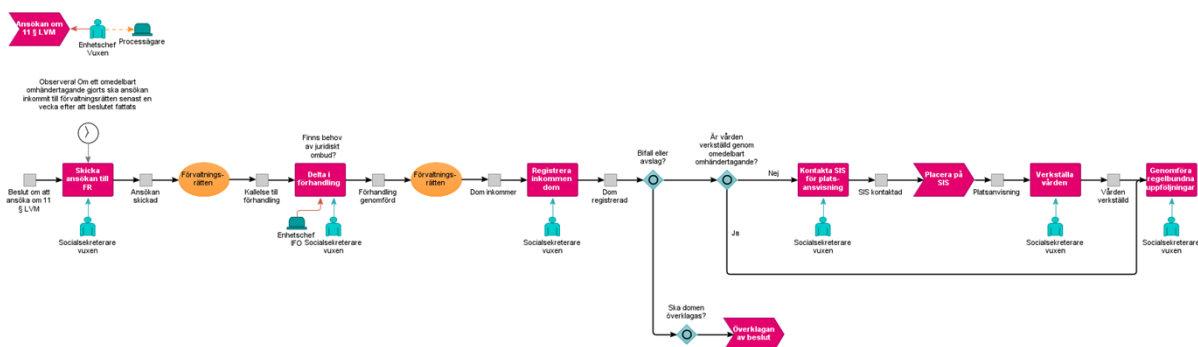 Ansökan om
11 § LVM
Enhetschef
Vuxen
Processägare
Observera! Om ett omedelbart
omhändertagande gjorts ska ansökan
inkommit till förvaltningsrätten senast en
vecka efter att beslutet fattats
Beslut om att
ansöka om 11
§ LVM
Skicka
ansökan till
FR
Socialsekreterare
vuxen
Ansökan
skickad
Förvaltnings-
rätten
Kallelse till
förhandling
Finns behov
av juridiskt
ombud?
Delta i
förhandling
Enhetschef
IFO
Socialsekreterare
vuxen
Förhandling
genomförd
Förvaltnings-
rätten
Dom inkommer
Registrera
inkommen
dom
Socialsekreterare
vuxen
Dom
registrerad
Bifall eller
avslag?
Är vården
verkställd genom
omedelbart
omhändertagande?
Nej
Ja
Kontakta SIS
för plats-
ansvisning
Socialsekreterare
vuxen
SIS kontaktad
Placera på
SIS
Platsanvisning
Verkställa
vården
Socialsekreterare
vuxen
Vården
verkställd
Genomföra
regelbundna
uppföljningar
Socialsekreterare
vuxen
Ska domen
överklagas?
Överklagan
av beslut